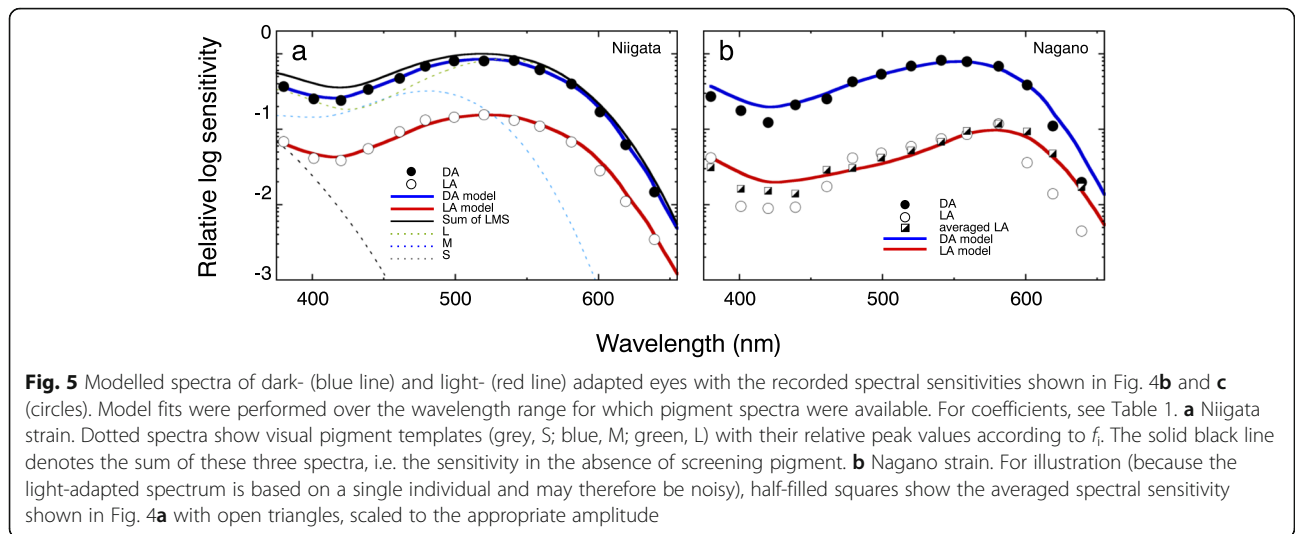 0
-1
-2
-3
Relative log sensitivity
a
Niigata
DA
LA
DA model
LA model
Sum of LMS
L
M
S
400
500
600
b
Nagano
DA
LA
averaged LA
DA model
LA model
400
500
600
Wavelength (nm)
Fig. 5 Modelled spectra of dark- (blue line) and light- (red line) adapted eyes with the recorded spectral sensitivities shown in Fig. 4b and c
(circles). Model fits were performed over the wavelength range for which pigment spectra were available. For coefficients, see Table 1. a Niigata
strain. Dotted spectra show visual pigment templates (grey, S; blue, M; green, L) with their relative peak values according to fi. The solid black line
denotes the sum of these three spectra, i.e. the sensitivity in the absence of screening pigment. b Nagano strain. For illustration (because the
light-adapted spectrum is based on a single individual and may therefore be noisy), half-filled squares show the averaged spectral sensitivity
shown in Fig. 4a with open triangles, scaled to the appropriate amplitude